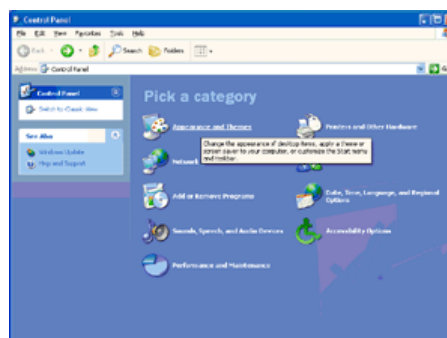 Control Panel
File Edit View Favorites Tools Help
Back Search Folders
Address Control Panel
Control Panel
Switch to Classic View
See Also
Windows Update
Help and Support
Pick a category
Appearance and Themes
Printers and Other Hardware
Change the appearance of desktop items, apply a theme or
screen saver to your computer, or customize the Start menu
and taskbar.
Network
Add or Remove Programs
Date, Time, Language, and Regional
Options
Sounds, Speech, and Audio Devices
Accessibility Options
Performance and Maintenance